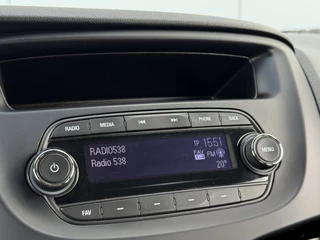 RADIO MEDIA PHONE BACK
RADIO538 TP 15:51
Radio 538 FAV FM
20°
MENU
FAV